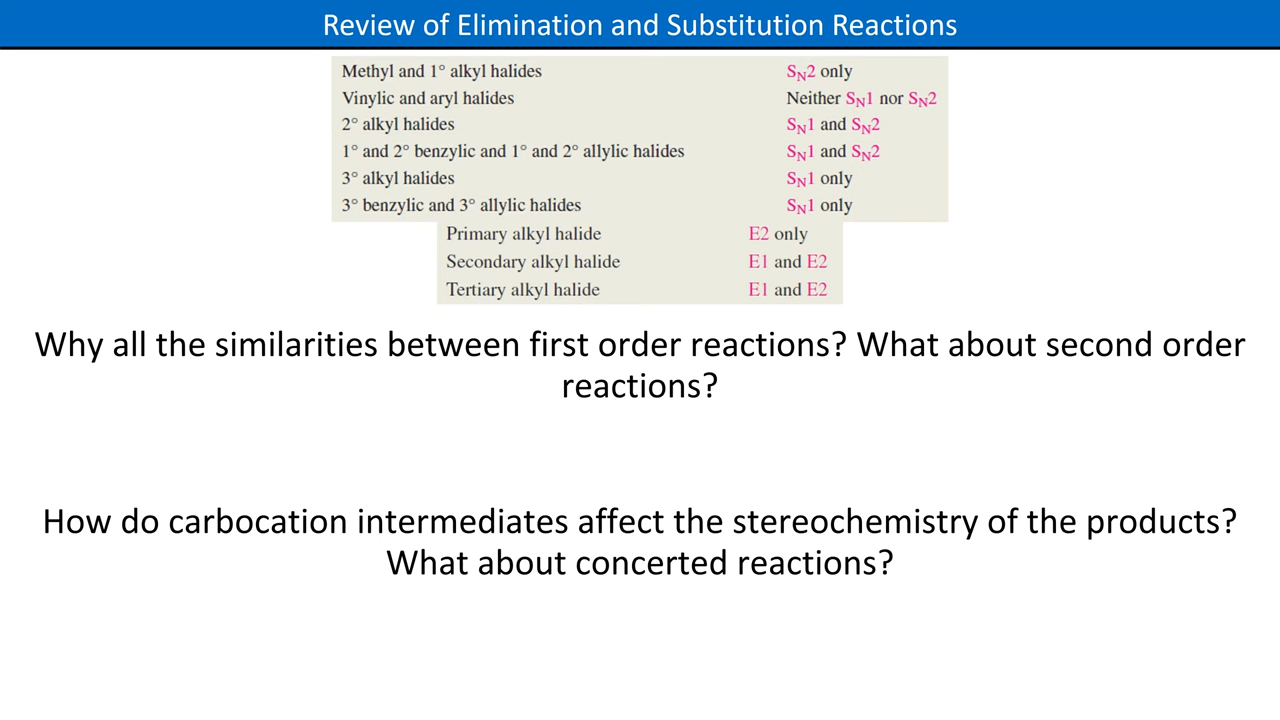 Review of Elimination and Substitution Reactions
Methyl and 1° alkyl halides SN2 only
Vinylic and aryl halides Neither SN1 nor SN2
2° alkyl halides SN1 and SN2
1° and 2° benzylic and 1° and 2° allylic halides SN1 and SN2
3° alkyl halides SN1 only
3° benzylic and 3° allylic halides SN1 only
Primary alkyl halide E2 only
Secondary alkyl halide E1 and E2
Tertiary alkyl halide E1 and E2
Why all the similarities between first order reactions? What about second order
reactions?
How do carbocation intermediates affect the stereochemistry of the products?
What about concerted reactions?